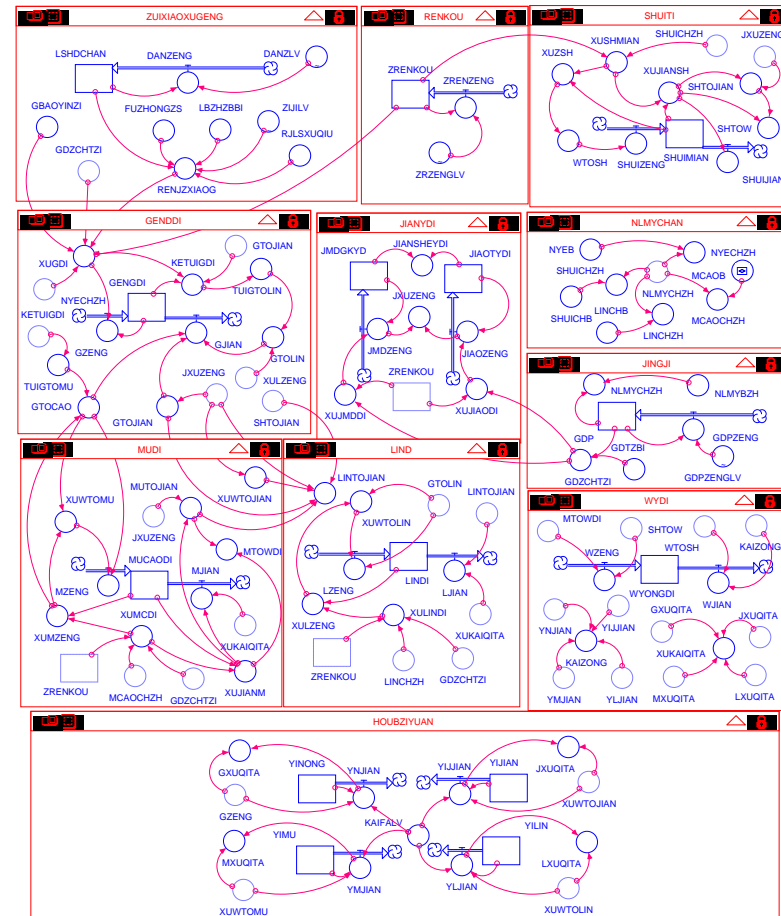 ZUIXIAOXUGENG
LSHDCHAN
DANZENG
DANZLV
GBAOYINZI
FUZHONGZS
LBZHZBBI
ZIJILV
GDZCHTZI
RJLSXUQIU
RENJZXIAOG
RENKOU
ZRENKOU
ZRENZENG
ZRZENGLV
SHUITI
XUSHMIAN
SHUICHZH
JXUZENG
XUZSH
XUJIANSH
SHTOJIAN
SHTOW
WTOSH
SHUIZENG
SHUIMIAN
SHUIJIAN
GENDDI
XUGDI
KETUIGDI
GTOJIAN
GENGDI
TUIGTOLIN
NYECHZH
KETUIGDI
GZENG
GJIAN
GTOLIN
TUIGTOMU
JXUZENG
XULZENG
GTOCAO
GTOJIAN
SHTOJIAN
JIANYDI
JMDGKYD
JIANSHEYDI
JIAOTYDI
JXUZENG
JMDZENG
JIAOZENG
ZRENKOU
XUJMDDI
XUJIAODI
NLMYCHAN
NYEB
NYECHZH
SHUICHZH
MCAOB
NLMYCHZH
SHUICHB
LINCHB
LINCHZH
MCAOCHZH
JINGJI
NLMYCHZH
NLMYBZH
GDP
GDTZBI
GDPZENG
GDZCHTZI
GDPZENGLV
MUDI
XUWTOMU
MUTOJIAN
XUWTOJIAN
JXUZENG
MTOWDI
MUCAODI
MJIAN
MZENG
XUMCDI
XUMZENG
XUKAIQITA
ZRENKOU
MCAOCHZH
GDZCHTZI
XUJIANM
LIND
LINTOJIAN
GTOLIN
LINTOJIAN
XUWTOLIN
LINDI
LZENG
LJIAN
XULZENG
XULINDI
XUKAIQITA
ZRENKOU
LINCHZH
GDZCHTZI
WYDI
MTOWDI
SHTOW
WTOSH
KAIZONG
WZENG
WYONGDI
WJIAN
YNJIAN
YIJJIAN
GXUQITA
JXUQITA
KAIZONG
XUKAIQITA
YMJIAN
YLJIAN
MXUQITA
LXUQITA
HOUBZIYUAN
GXUQITA
YINONG
YNJIAN
YIJJIAN
YIJIAN
JXUQITA
GZENG
KAIFALV
XUWTOJIAN
MXUQITA
YIMU
YILIN
LXUQITA
YMJIAN
YLJIAN
XUWTOMU
XUWTOLIN